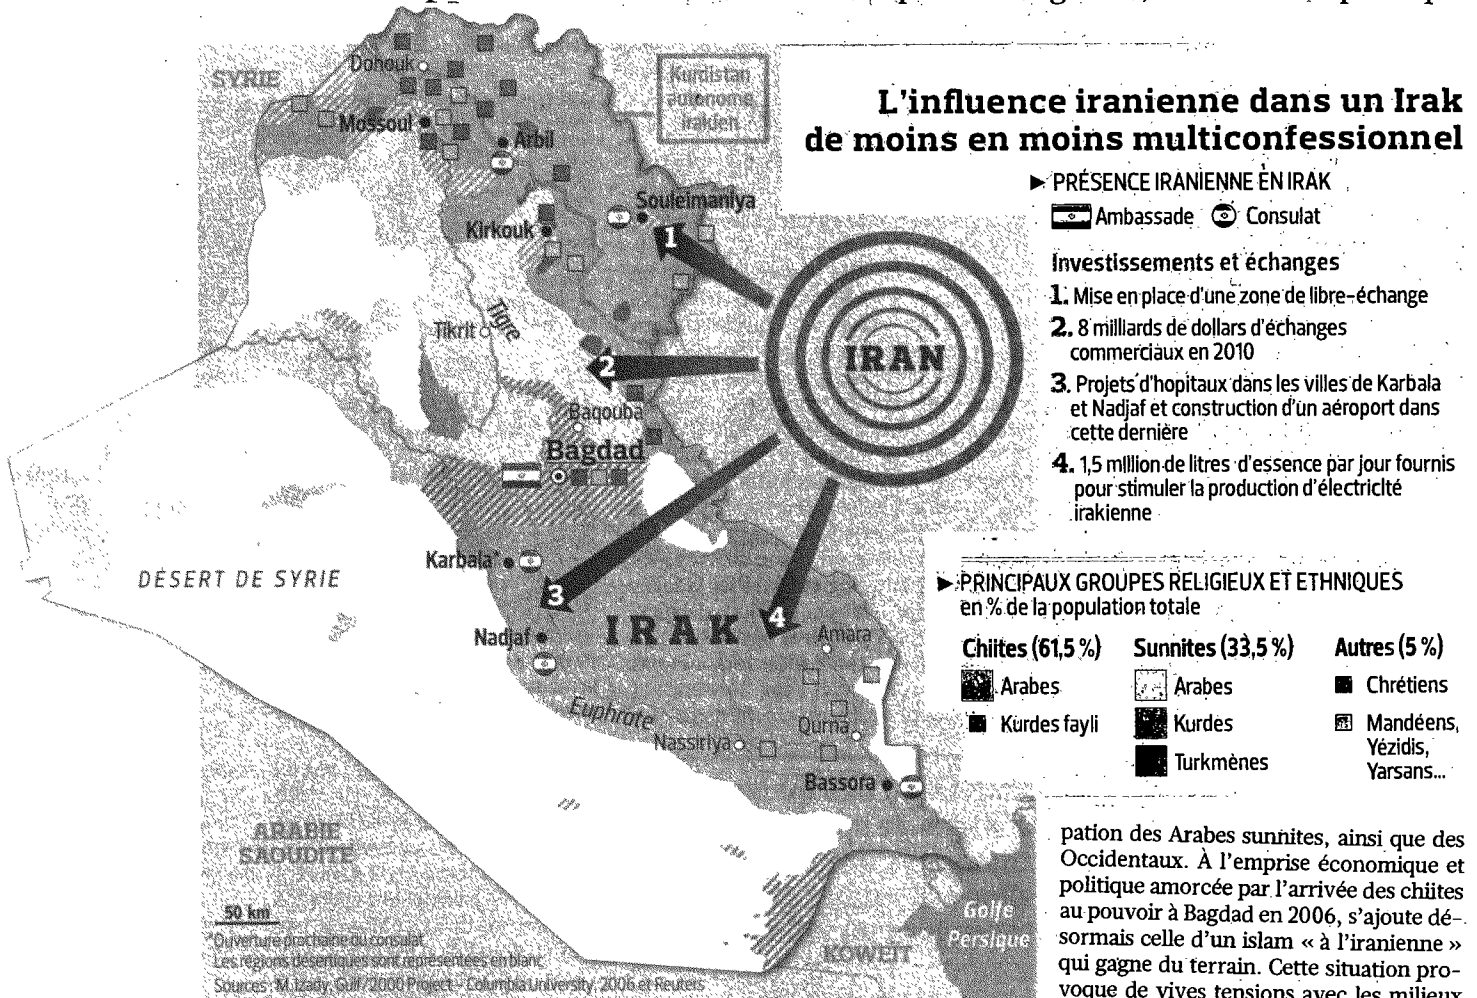 L'influence iranienne dans un Irak
de moins en moins multiconfessionnel
► PRÉSENCE IRANIENNE EN IRAK
Ambassade Consulat
Investissements et échanges
1. Mise en place d'une zone de libre-échange
2. 8 milliards de dollars d'échanges
commerciaux en 2010
3. Projets d'hopitaux dans les villes de Karbala
et Nadjaf et construction d'un aéroport dans
cette dernière
4. 1,5 million de litres d'essence par jour fournis
pour stimuler la production d'électricité
irakienne
► PRINCIPAUX GROUPES RELIGIEUX ET ETHNIQUES
en % de la population totale
Chiites (61,5 %) Sunnites (33,5 %) Autres (5 %)
Arabes Arabes Chrétiens
Kurdes fayli Kurdes Mandéens,
Yézidis,
Turkmènes
Yarsans...
SYRIE
Dohouk
Kurdistan
autonome
irakien
Mossoul
Arbil
Souleimaniya
Kirkouk
1
Tikrit
Tigre
IRAN
2
Baqouba
Bagdad
Karbala*
DÉSERT DE SYRIE
3
4
Nadjaf
IRAK
Amara
Euphrate
Nassiriya
Qurna
Bassora
ARABIE
SAOUDITE
50 km
Golfe
Persique
KOWEIT
*Ouverture prochaine du consulat
Les régions désertiques sont représentées en blanc
Sources : M. Izady, Gulf/2000 Project - Columbia University, 2006 et Reuters
pation des Arabes sunnites, ainsi que des
Occidentaux. À l'emprise économique et
politique amorcée par l'arrivée des chiites
au pouvoir à Bagdad en 2006, s'ajoute dé-
sormais celle d'un islam « à l'iranienne »
qui gagne du terrain. Cette situation pro-
voque de vives tensions avec les milieux